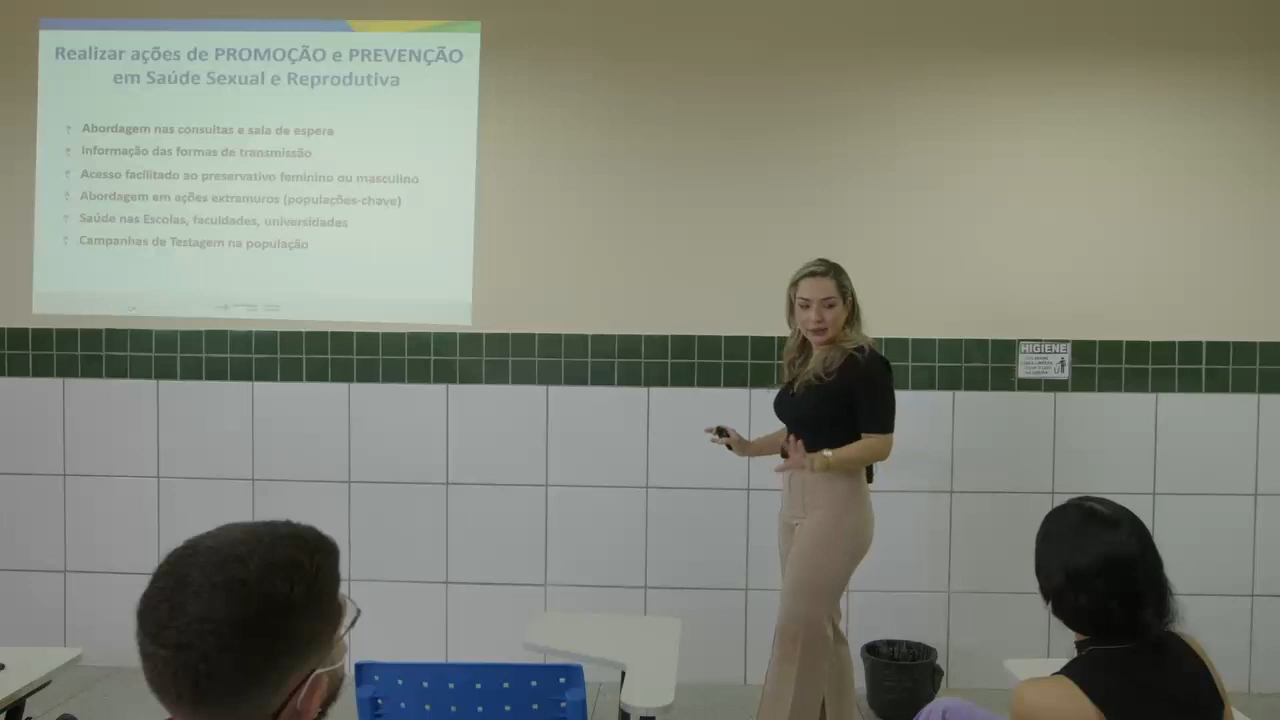 Realizar ações de PROMOÇÃO e PREVENÇÃO
em Saúde Sexual e Reprodutiva
Abordagem nas consultas e sala de espera
Informação das formas de transmissão
Acesso facilitado ao preservativo feminino ou masculino
Abordagem em ações extramuros (populações-chave)
Saúde nas Escolas, faculdades, universidades
Campanhas de Testagem na população
HIGIENE